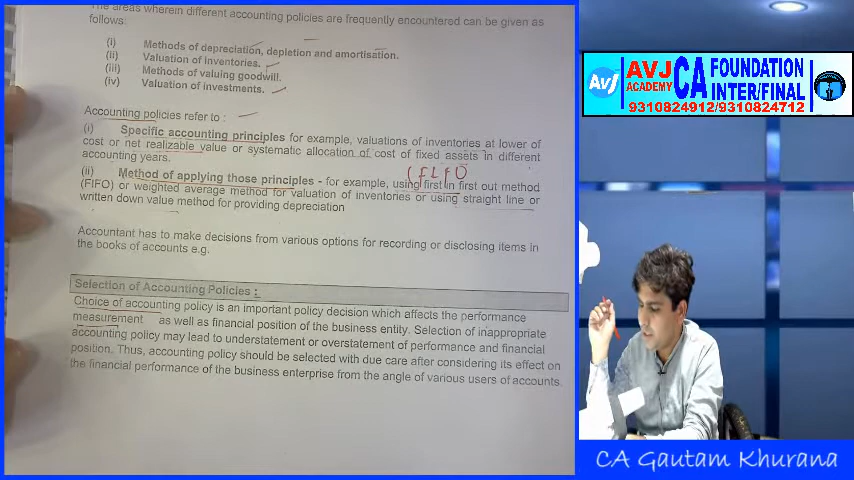 The areas wherein different accounting policies are frequently encountered can be given as
follows:
(i) Methods of depreciation, depletion and amortisation.
(ii) Valuation of inventories.
(iii) Methods of valuing goodwill.
(iv) Valuation of investments.
Accounting policies refer to :
(i) Specific accounting principles for example, valuations of inventories at lower of
cost or net realizable value or systematic allocation of cost of fixed assets in different
accounting years.
(FIFO
(ii) Method of applying those principles - for example, using first in first out method
(FIFO) or weighted average method for valuation of inventories or using straight line or
written down value method for providing depreciation
Accountant has to make decisions from various options for recording or disclosing items in
the books of accounts e.g.
Selection of Accounting Policies :
Choice of accounting policy is an important policy decision which affects the performance
measurement as well as financial position of the business entity. Selection of inappropriate
accounting policy may lead to understatement or overstatement of performance and financial
position. Thus, accounting policy should be selected with due care after considering its effect on
the financial performance of the business enterprise from the angle of various users of accounts.
AVJ
AVJ
ACADEMY
CA FOUNDATION
INTER/FINAL
9310824912/9310824712
CA Gautam Khurana